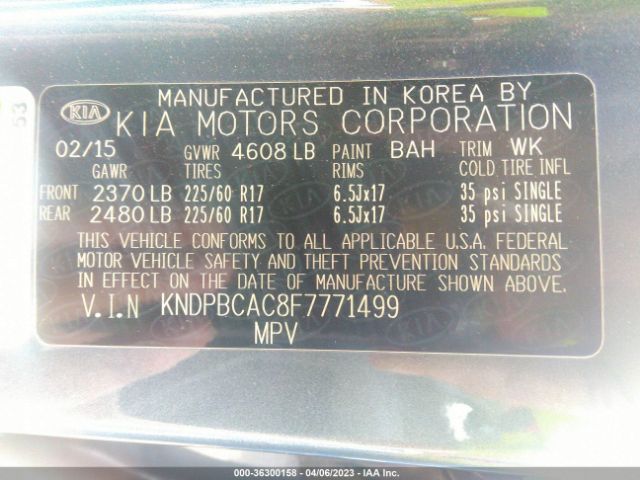 53
KIA
MANUFACTURED IN KOREA BY
KIA MOTORS CORPORATION
02/15 GVWR 4608 LB PAINT BAH TRIM WK
GAWR TIRES RIMS COLD TIRE INFL
FRONT 2370 LB 225/60 R17 6.5Jx17 35 psi SINGLE
REAR 2480 LB 225/60 R17 6.5Jx17 35 psi SINGLE
THIS VEHICLE CONFORMS TO ALL APPLICABLE U.S.A. FEDERAL
MOTOR VEHICLE SAFETY AND THEFT PREVENTION STANDARDS
IN EFFECT ON THE DATE OF MANUFACTURE SHOWN ABOVE.
V.I.N KNDPBCAC8F7771499
MPV
000-36300158 - 04/06/2023 - IAA Inc.